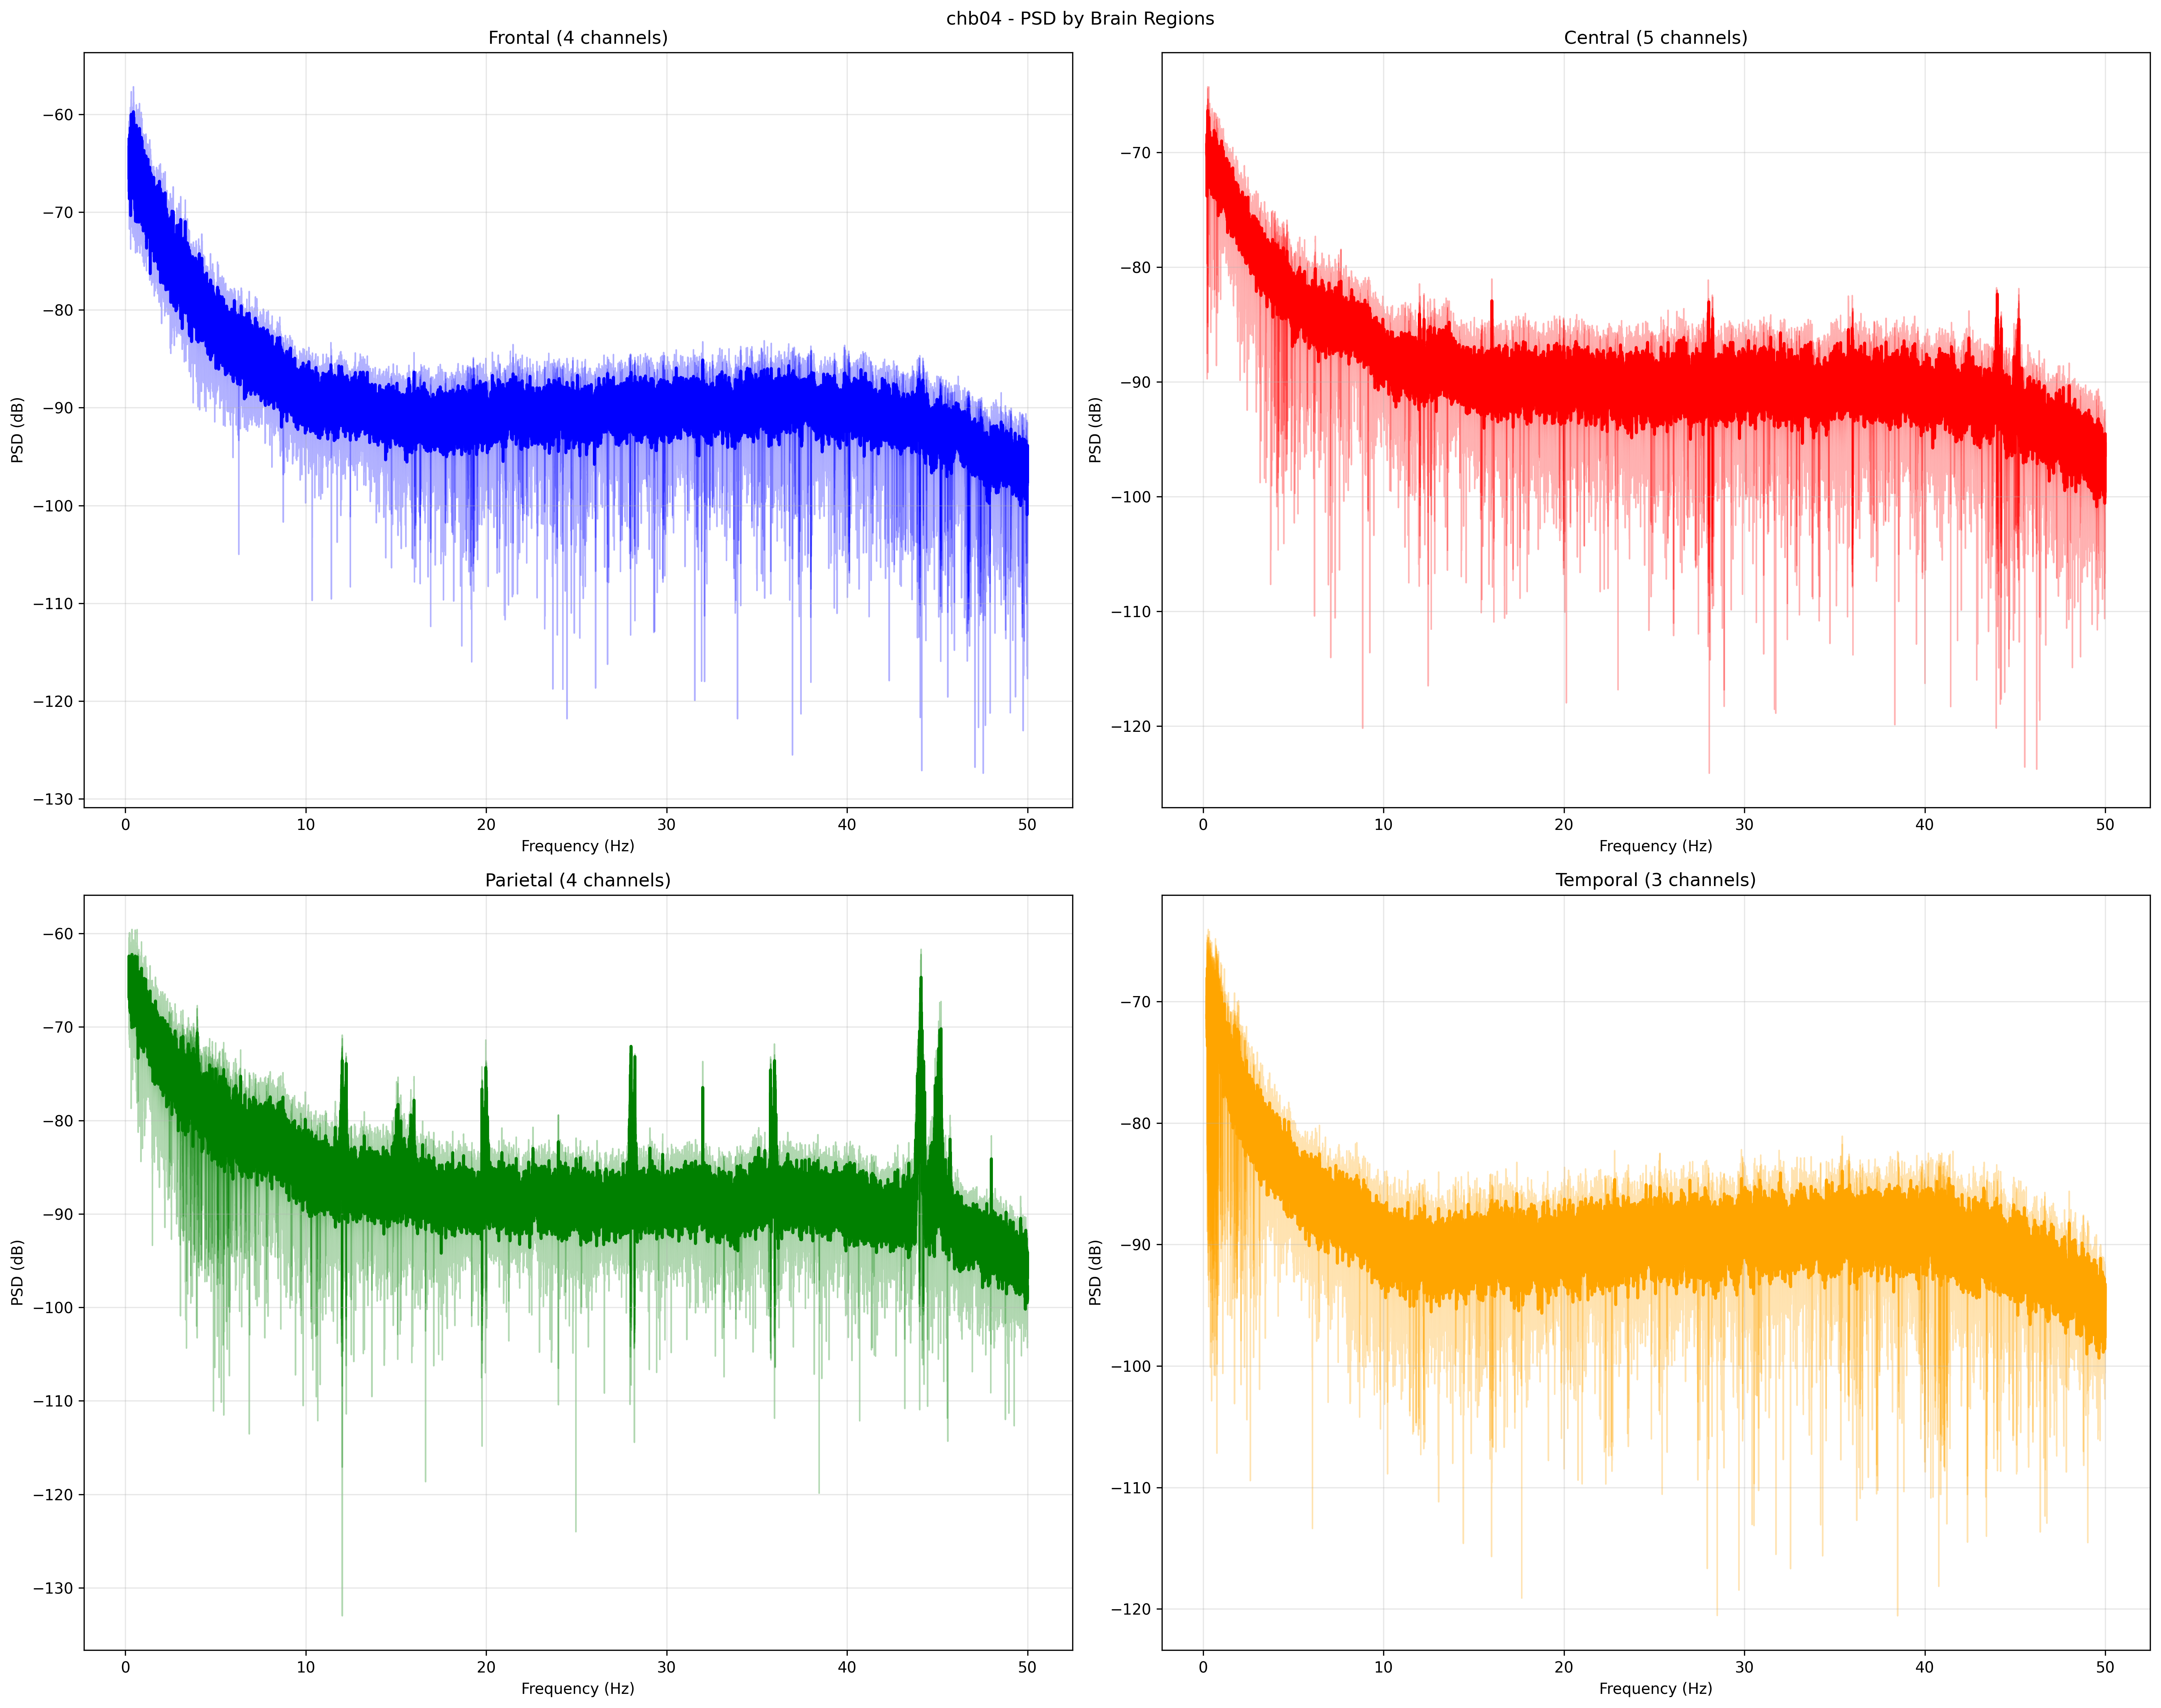 chb04 - PSD by Brain Regions
Frontal (4 channels)
PSD (dB)
−60
−70
−80
−90
−100
−110
−120
−130
0 10 20 30 40 50
Frequency (Hz)
Central (5 channels)
PSD (dB)
−70
−80
−90
−100
−110
−120
0 10 20 30 40 50
Frequency (Hz)
Parietal (4 channels)
PSD (dB)
−60
−70
−80
−90
−100
−110
−120
−130
0 10 20 30 40 50
Frequency (Hz)
Temporal (3 channels)
PSD (dB)
−70
−80
−90
−100
−110
−120
0 10 20 30 40 50
Frequency (Hz)